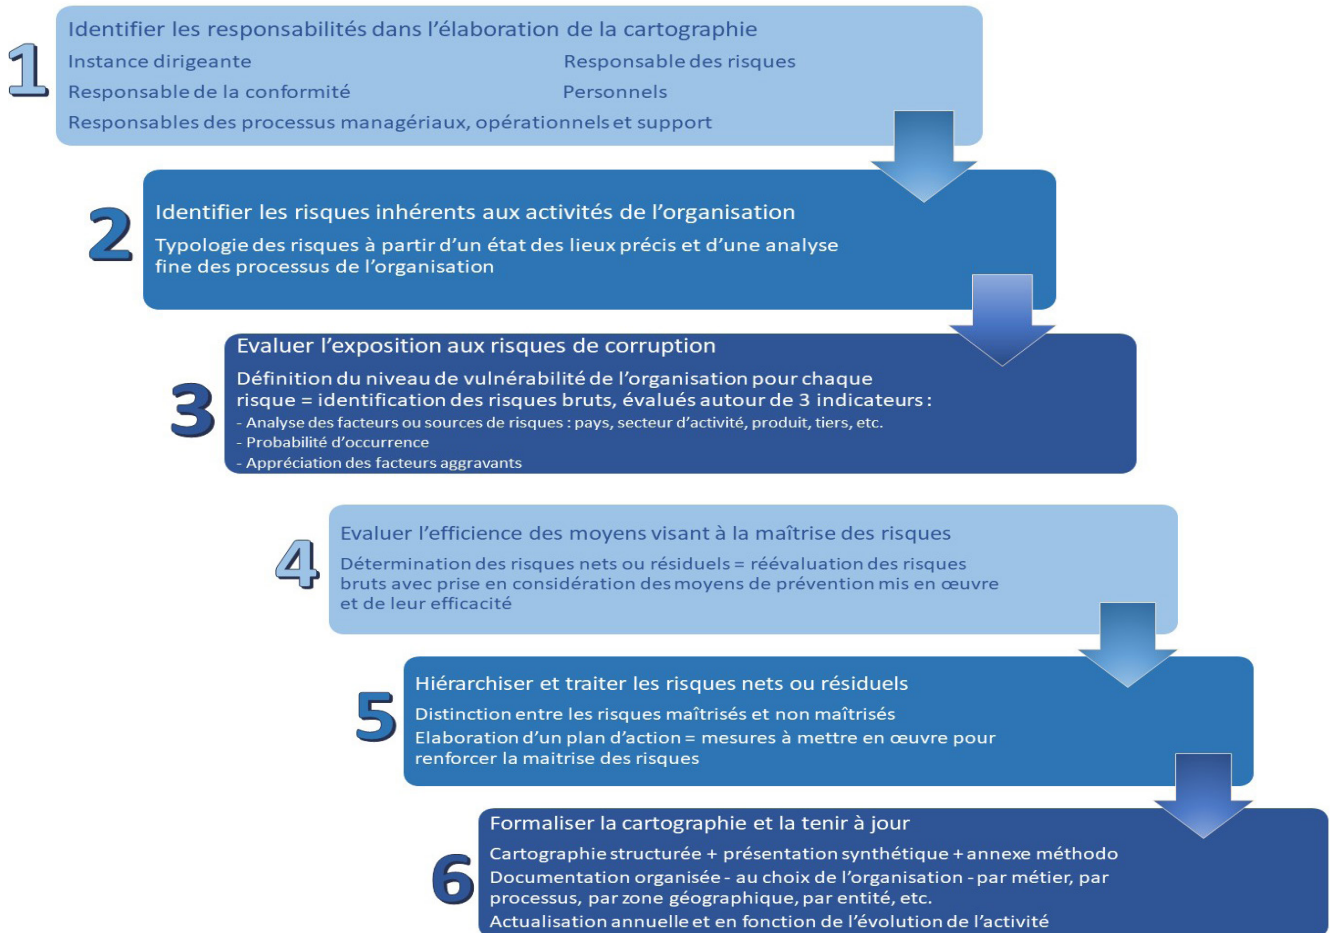 1
Identifier les responsabilités dans l’élaboration de la cartographie
Instance dirigeante
Responsable des risques
Responsable de la conformité
Personnels
Responsables des processus managériaux, opérationnels et support
2
Identifier les risques inhérents aux activités de l’organisation
Typologie des risques à partir d’un état des lieux précis et d’une analyse
fine des processus de l’organisation
3
Evaluer l’exposition aux risques de corruption
Définition du niveau de vulnérabilité de l’organisation pour chaque
risque = identification des risques bruts, évalués autour de 3 indicateurs :
- Analyse des facteurs ou sources de risques : pays, secteur d’activité, produit, tiers, etc.
- Probabilité d’occurrence
- Appréciation des facteurs aggravants
4
Evaluer l’efficience des moyens visant à la maîtrise des risques
Détermination des risques nets ou résiduels = réévaluation des risques
bruts avec prise en considération des moyens de prévention mis en œuvre
et de leur efficacité
5
Hiérarchiser et traiter les risques nets ou résiduels
Distinction entre les risques maîtrisés et non maîtrisés
Elaboration d’un plan d’action = mesures à mettre en œuvre pour
renforcer la maitrise des risques
6
Formaliser la cartographie et la tenir à jour
Cartographie structurée + présentation synthétique + annexe méthodo
Documentation organisée - au choix de l’organisation - par métier, par
processus, par zone géographique, par entité, etc.
Actualisation annuelle et en fonction de l’évolution de l’activité